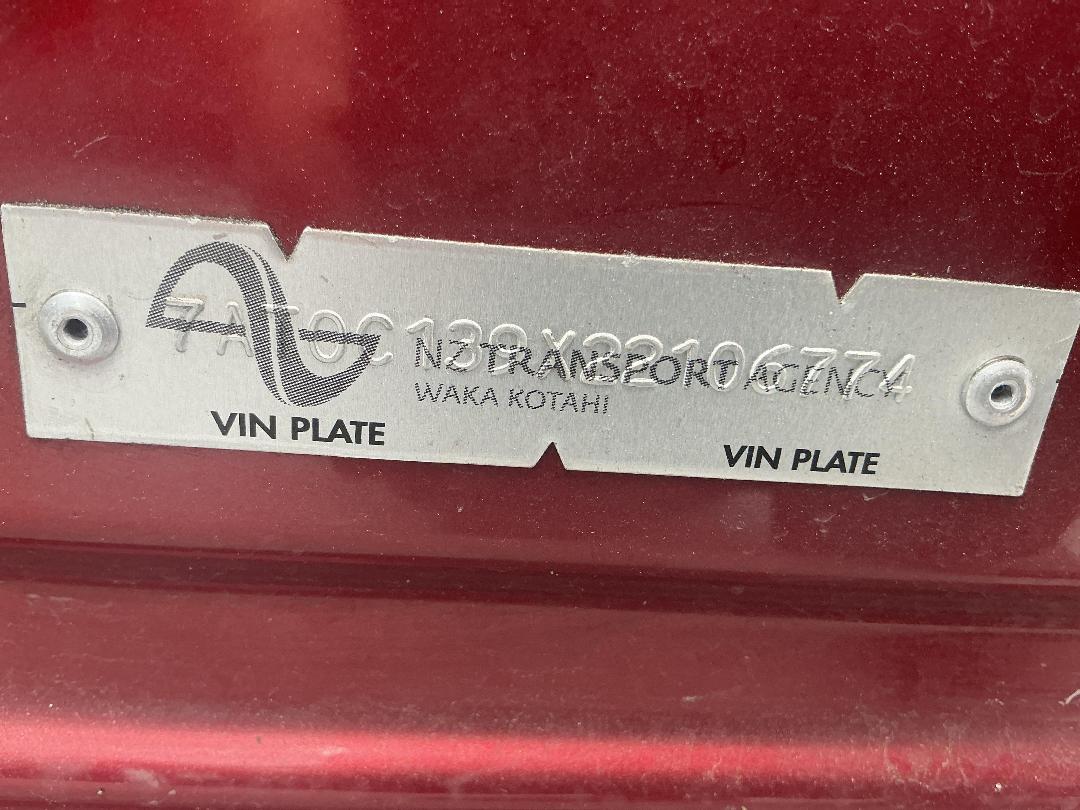 7AT0C139X22106774
NZ TRANSPORT AGENCY
WAKA KOTAHI
VIN PLATE
VIN PLATE